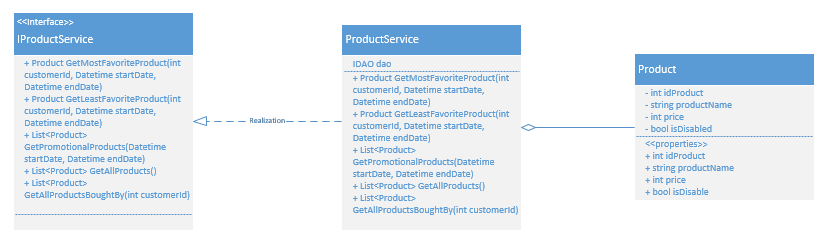 <<Interface>>
IProductService
+ Product GetMostFavoriteProduct(int
customerId, Datetime startDate,
Datetime endDate)
+ Product GetLeastFavoriteProduct(int
customerId, Datetime startDate,
Datetime endDate)
+ List<Product>
GetPromotionalProducts(Datetime
startDate, Datetime endDate)
+ List<Product> GetAllProducts()
+ List<Product>
GetAllProductsBoughtBy(int customerId)
Realization
ProductService
IDAO dao
+ Product GetMostFavoriteProduct(int
customerId, Datetime startDate,
Datetime endDate)
+ Product GetLeastFavoriteProduct(int
customerId, Datetime startDate,
Datetime endDate)
+ List<Product>
GetPromotionalProducts(Datetime
startDate, Datetime endDate)
+ List<Product> GetAllProducts()
+ List<Product>
GetAllProductsBoughtBy(int customerId)
Product
- int idProduct
- string productName
- int price
- bool isDisabled
<<properties>>
+ int idProduct
+ string productName
+ int price
+ bool isDisable